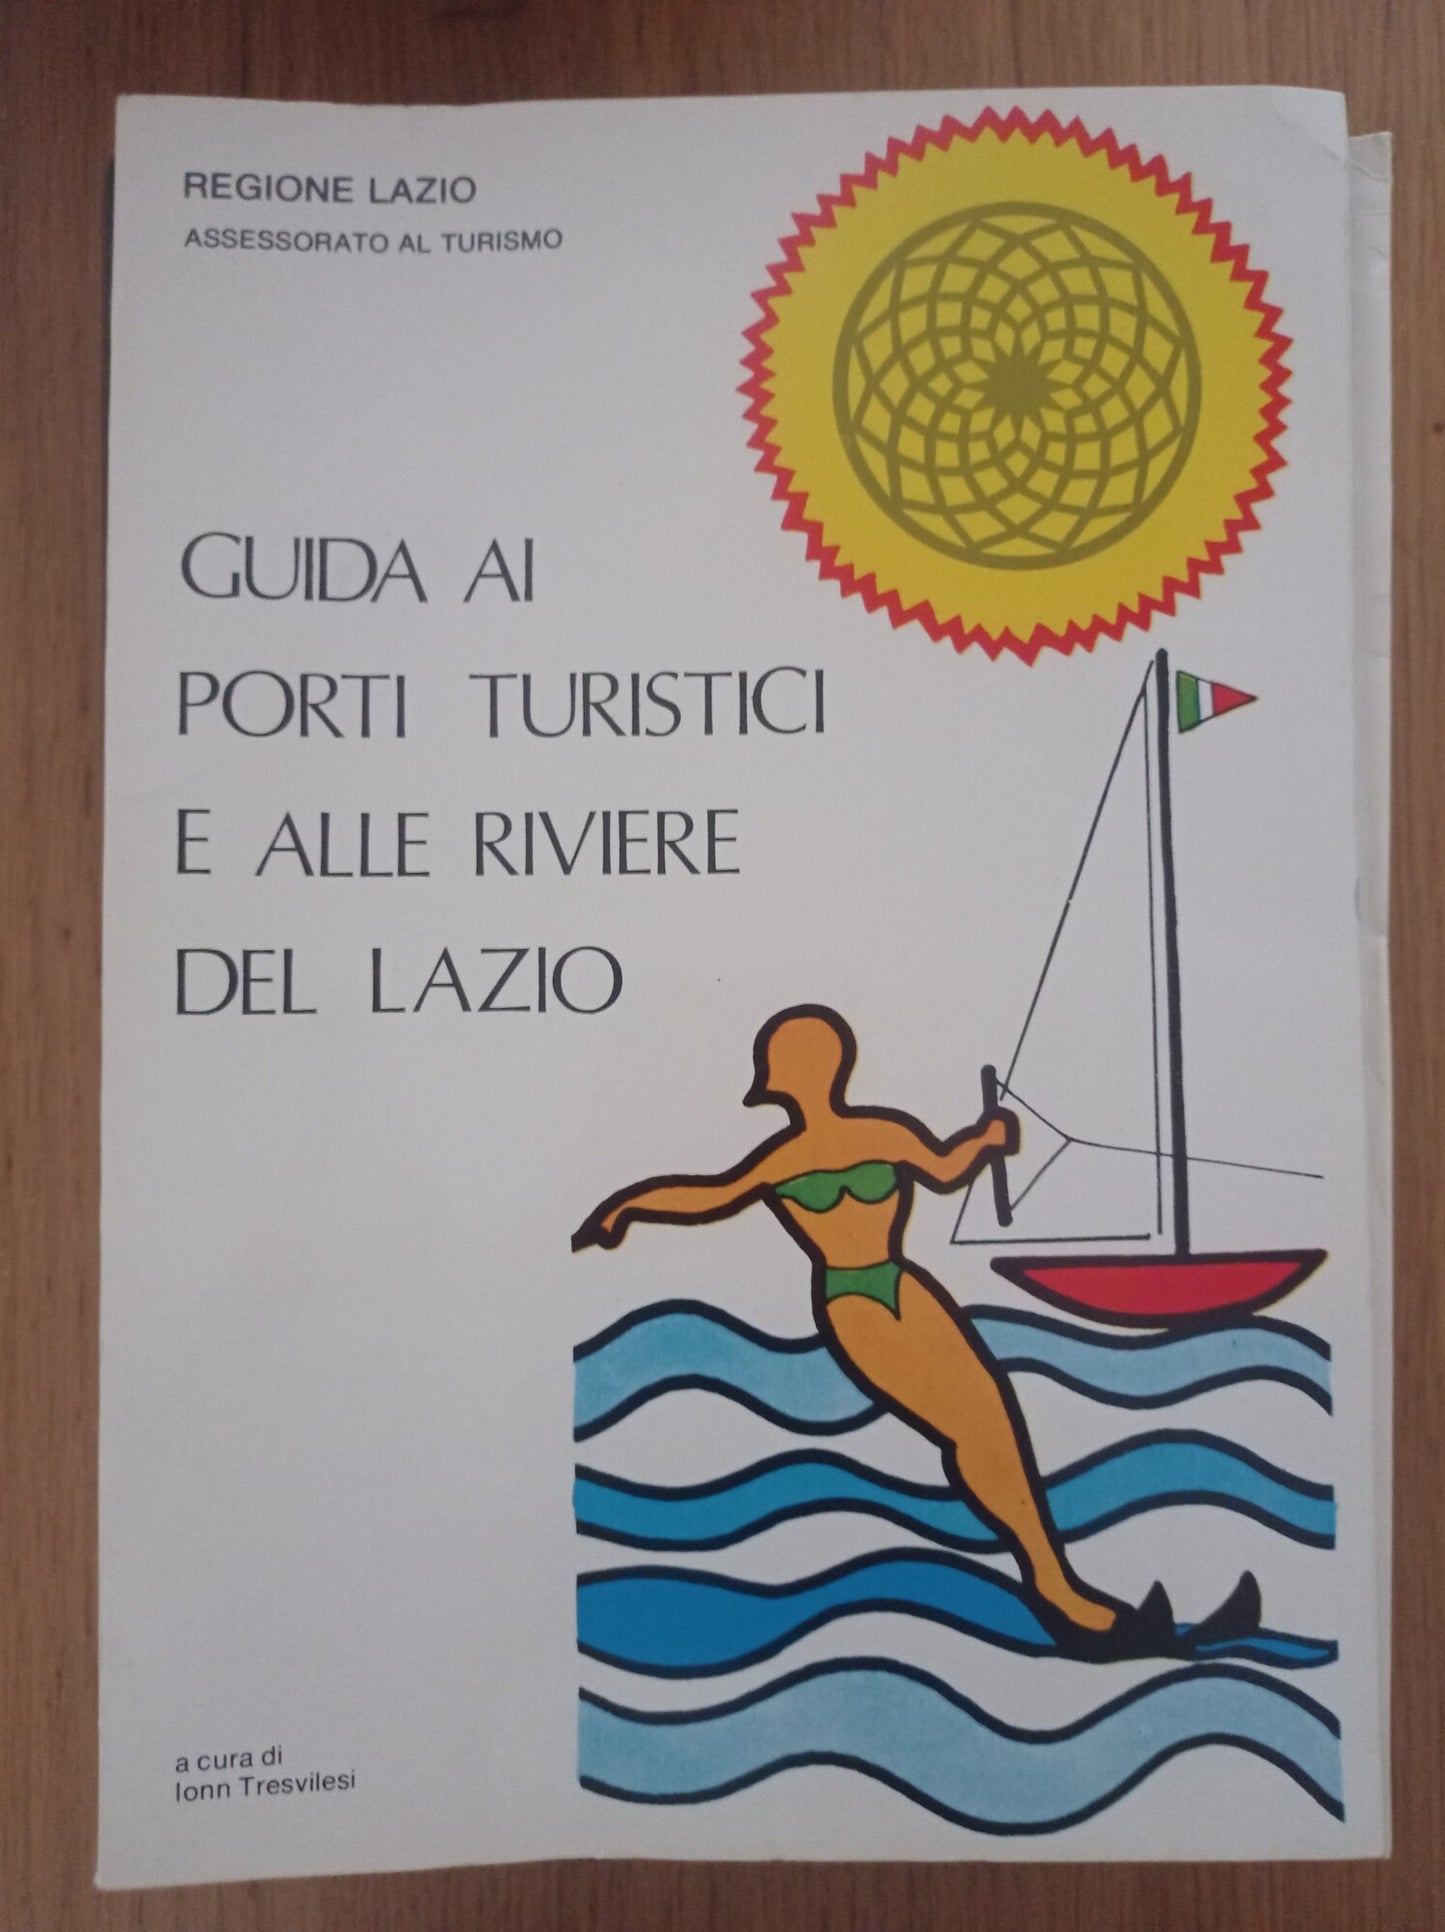 REGIONE LAZIO
ASSESSORATO AL TURISMO
GUIDA AI
PORTI TURISTICI
E ALLE RIVIERE
DEL LAZIO
a cura di
Ionn Tresvilesi